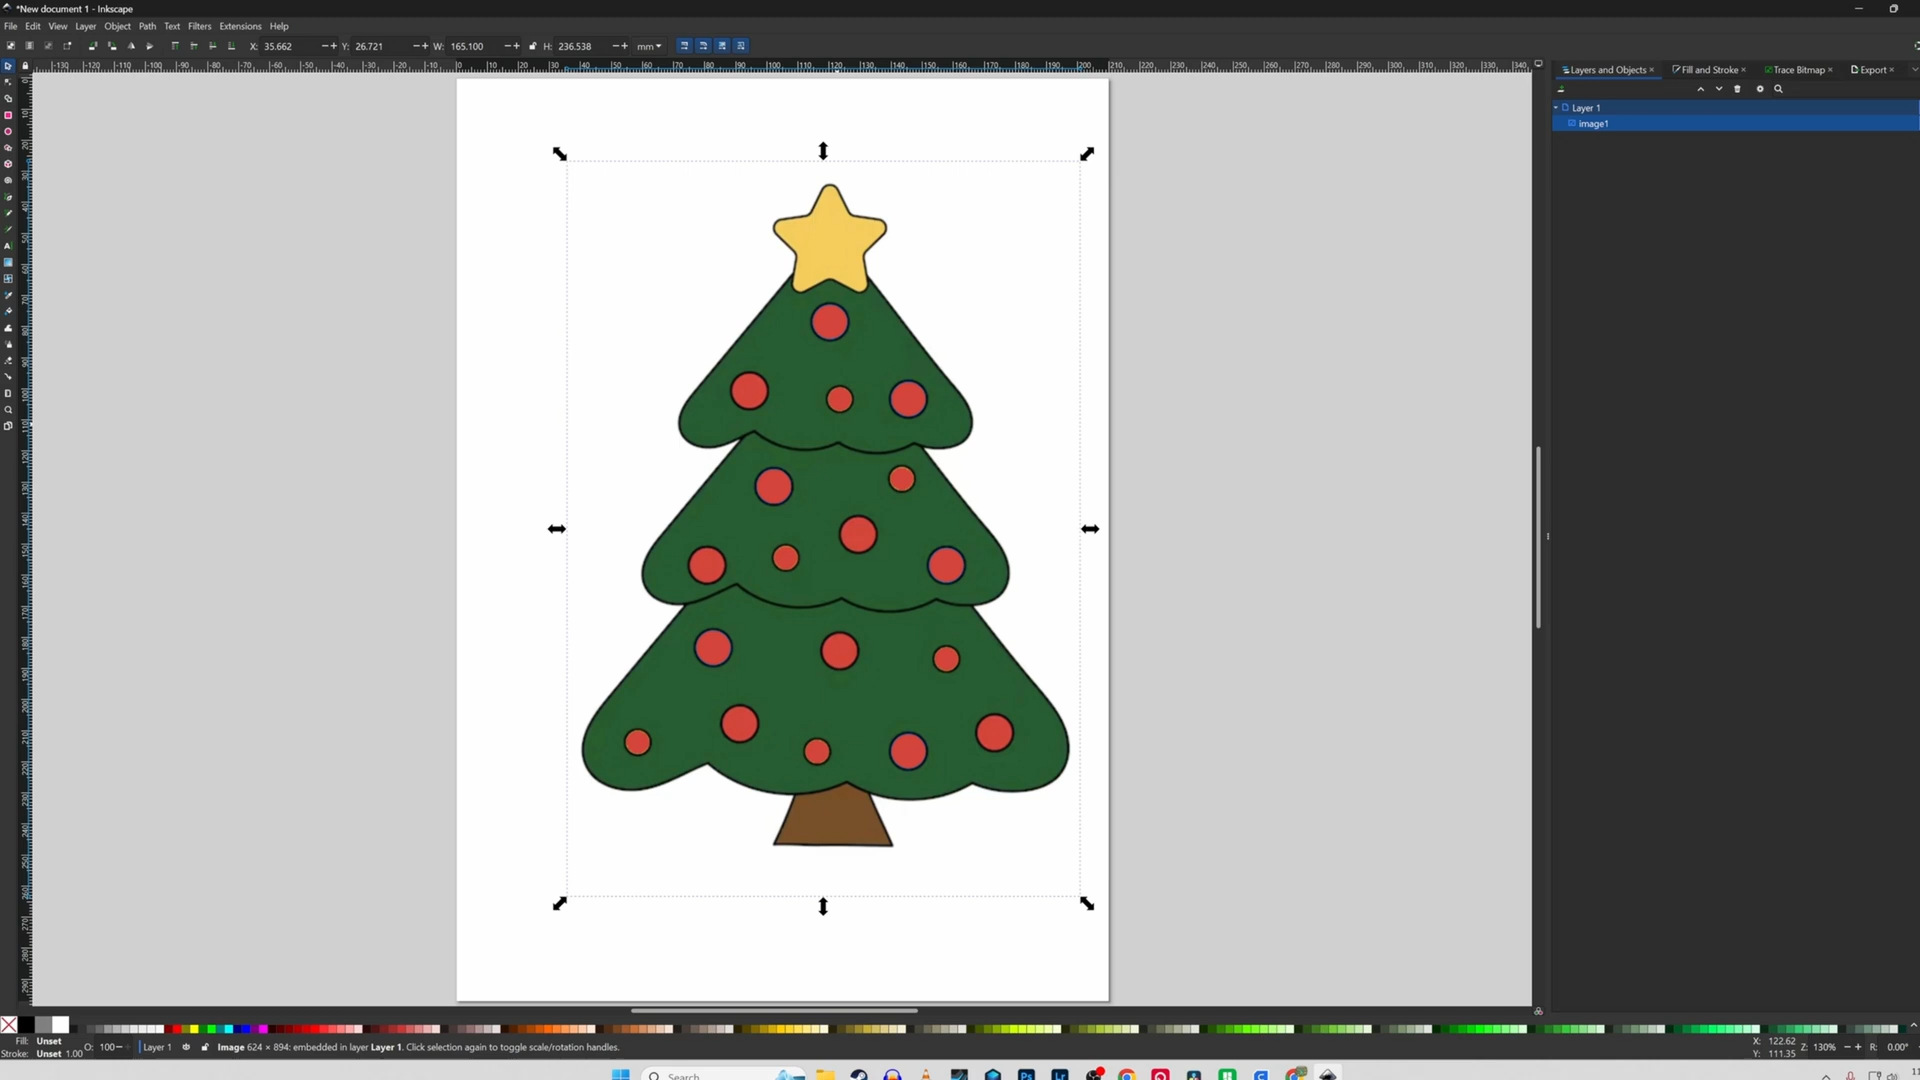 *New document 1 - Inkscape
File Edit View Layer Object Path Text Filters Extensions Help
X: 35.662 Y: 26.721 W: 165.100 H: 236.538 mm
Layers and Objects Fill and Stroke Trace Bitmap Export
Layer 1
image1
Fill: Unset
Stroke: Unset 1.00
O: 100
Layer 1
Image 624 × 894: embedded in layer Layer 1. Click selection again to toggle scale/rotation handles.
X: 122.62
Y: 111.35
Z: 130%
R: 0.00°
Search
Ps
Lr